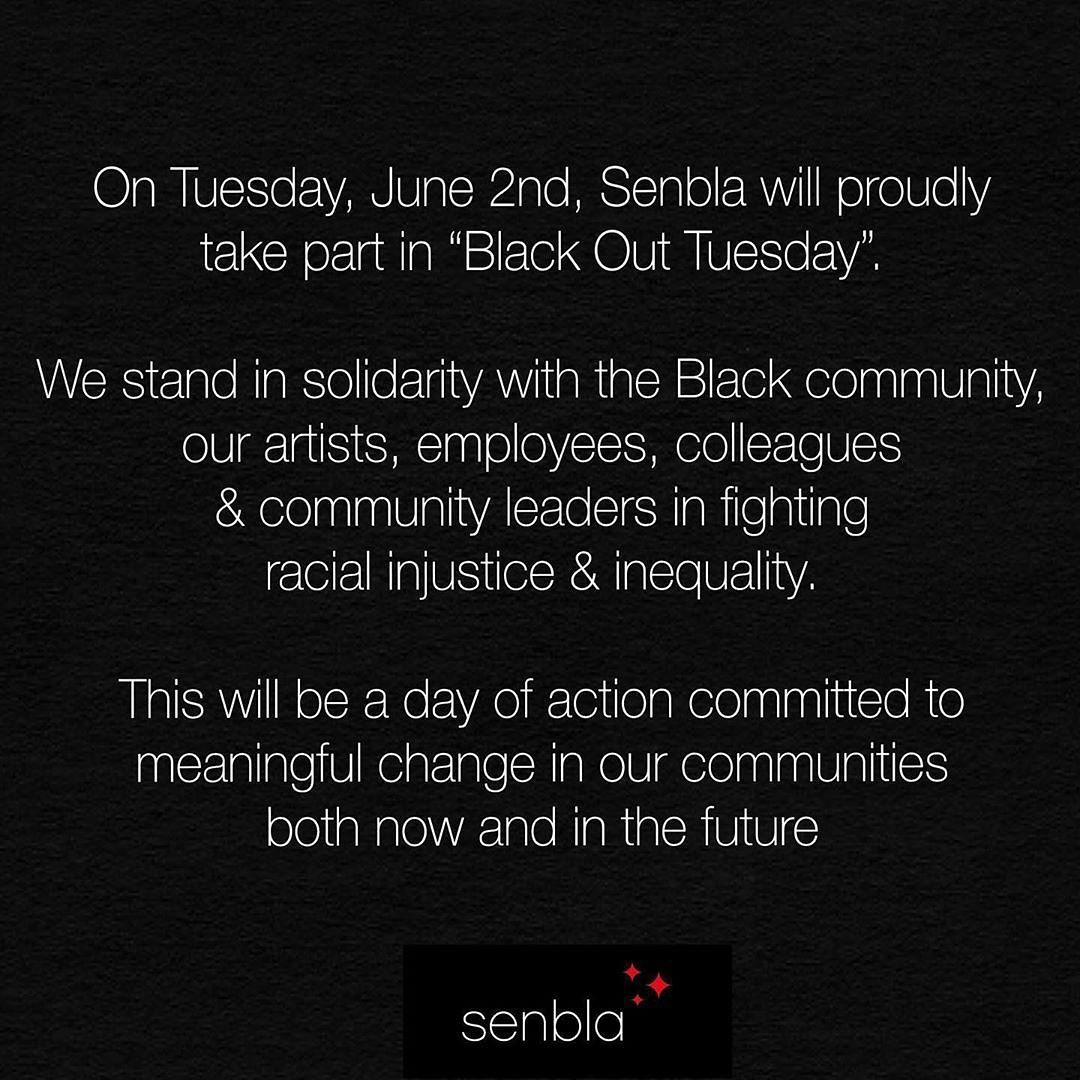 On Tuesday, June 2nd, Senbla will proudly
take part in “Black Out Tuesday”.
We stand in solidarity with the Black community,
our artists, employees, colleagues
& community leaders in fighting
racial injustice & inequality.
This will be a day of action committed to
meaningful change in our communities
both now and in the future
senbla